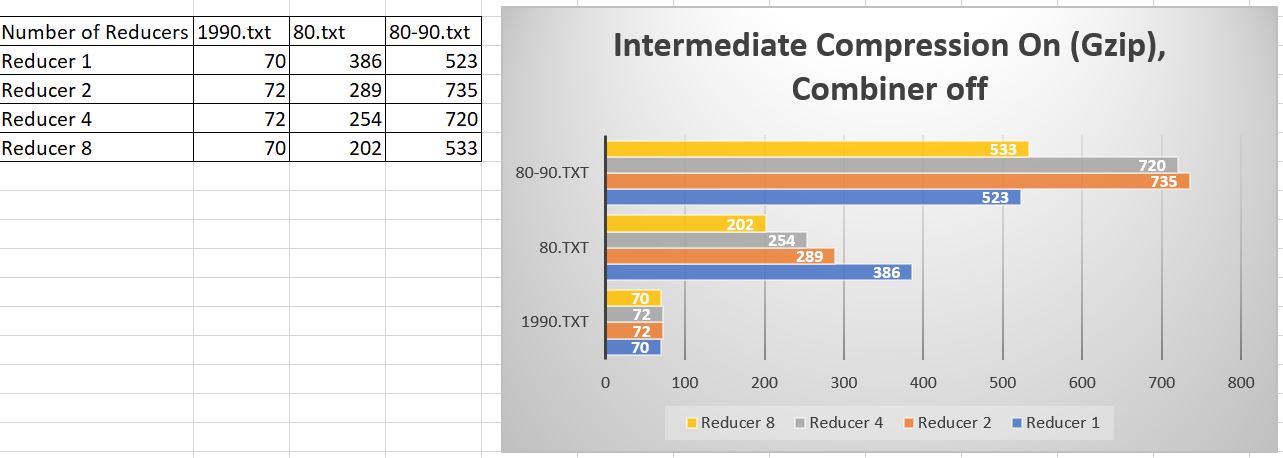 Number of Reducers 1990.txt 80.txt 80-90.txt
Reducer 1 70 386 523
Reducer 2 72 289 735
Reducer 4 72 254 720
Reducer 8 70 202 533
Intermediate Compression On (Gzip),
Combiner off
533
80-90.TXT 720
735
523
202
80.TXT 254
289
386
70
1990.TXT 72
72
70
0 100 200 300 400 500 600 700 800
Reducer 8 Reducer 4 Reducer 2 Reducer 1